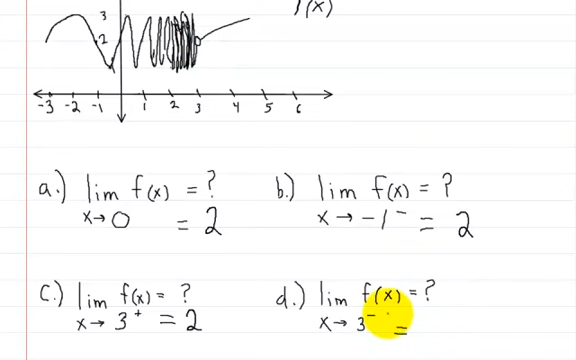 f(x)
3
2
-3 -2 -1 1 2 3 4 5 6
a.) lim f(x) = ? b.) lim f(x) = ?
x→0 = 2 x→-1⁻ = 2
c.) lim f(x) = ? d.) lim f(x) = ?
x→3⁺ = 2 x→3⁻ =